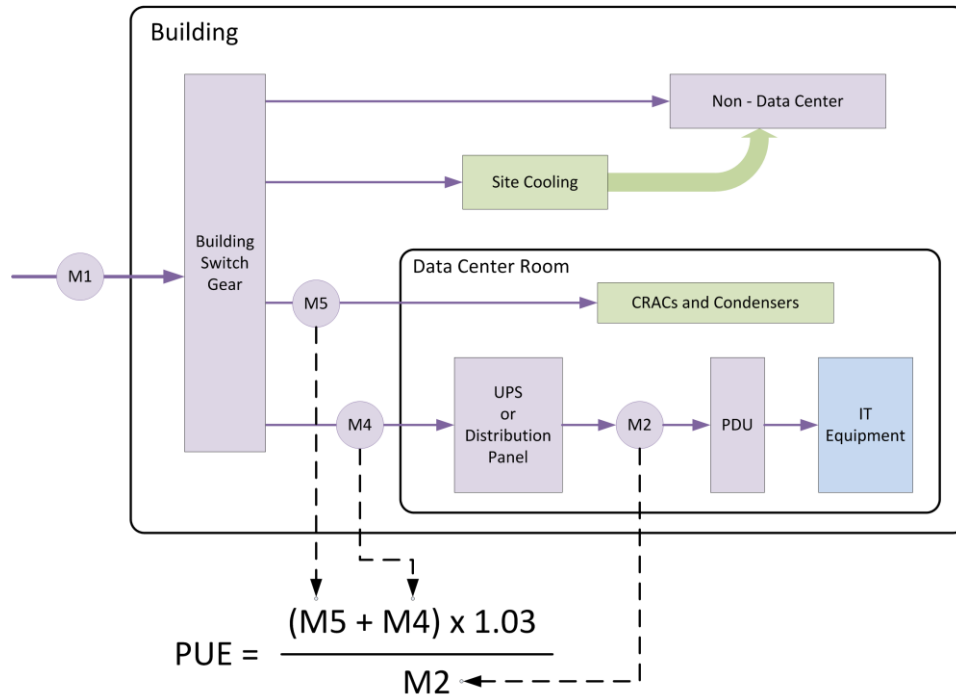 Building
Non - Data Center
Site Cooling
Building
Switch
Gear
M1
Data Center Room
M5
CRACs and Condensers
M4
UPS
or
Distribution
Panel
M2
PDU
IT
Equipment
(M5 + M4) x 1.03
PUE =
M2